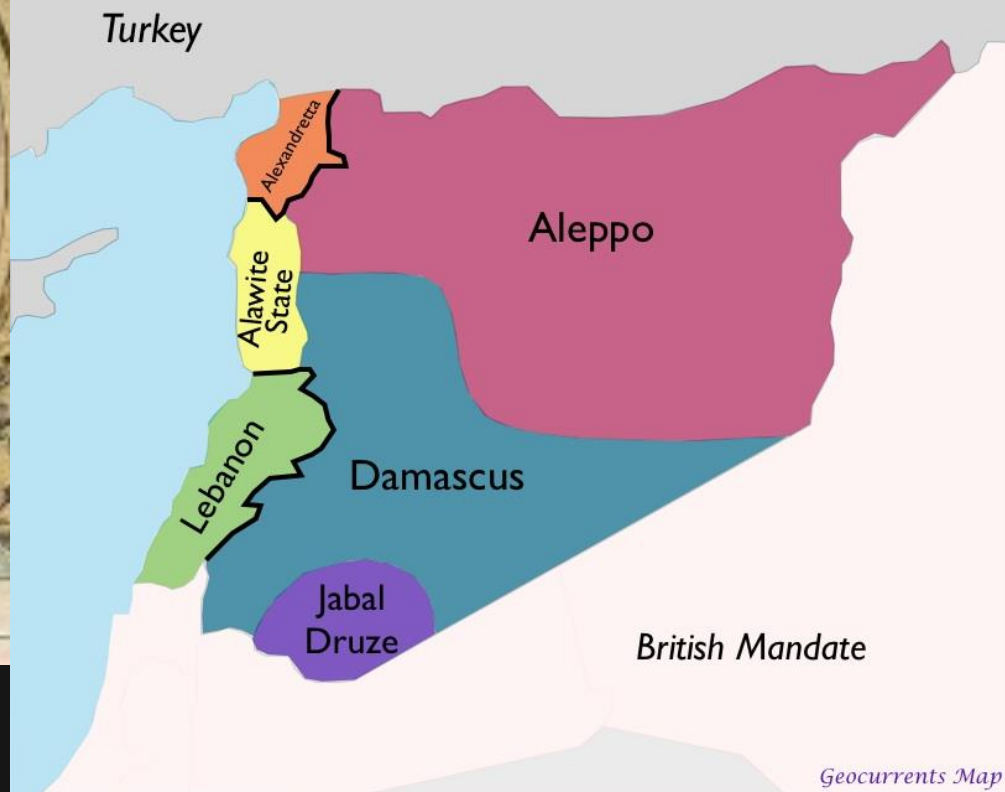 Turkey
Alexandretta
Aleppo
Alawite
State
Lebanon
Damascus
Jabal
Druze
British Mandate
Geocurrents Map